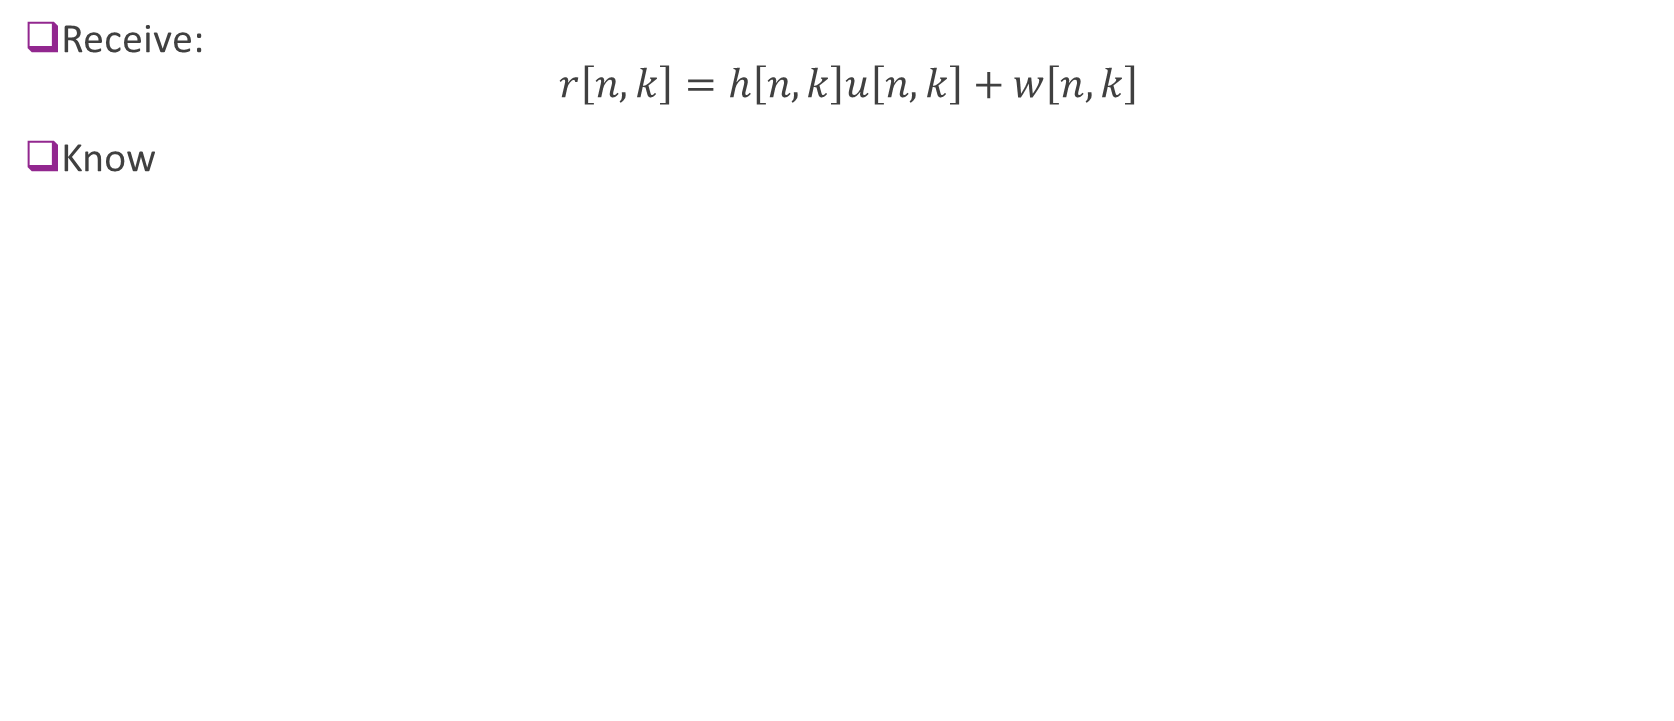 Receive:
r[n, k] = h[n, k]u[n, k] + w[n, k]
Know